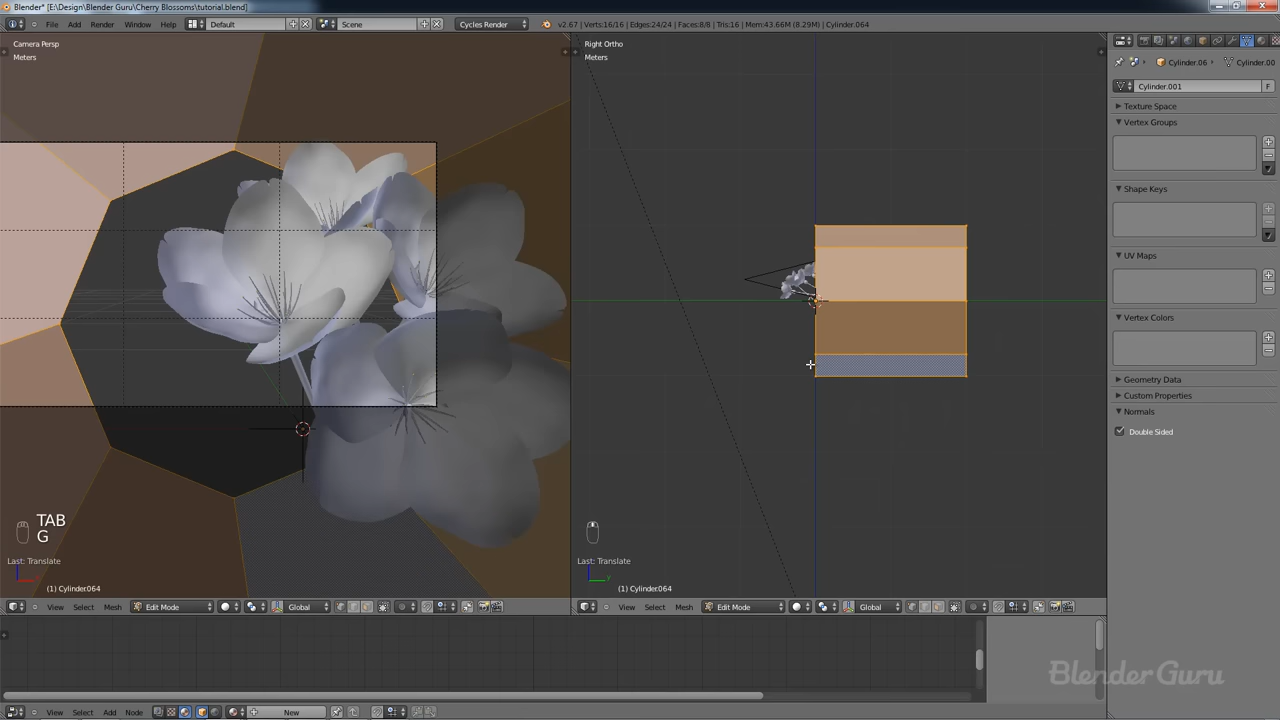 Blender* [E:\Design\Blender Guru\Cherry Blossoms\tutorial.blend]
File Add Render Window Help Default Scene Cycles Render v2.67 | Verts:16/16 | Edges:24/24 | Faces:8/8 | Tris:16 | Mem:43.66M (8.29M) | Cylinder.064
Camera Persp
Meters
Right Ortho
Meters
Cylinder.06 Cylinder.00
Cylinder.001 F
Texture Space
Vertex Groups
Shape Keys
UV Maps
Vertex Colors
Geometry Data
Custom Properties
Normals
Double Sided
TAB
G
Last: Translate
(1) Cylinder.064
Last: Translate
(1) Cylinder.064
View Select Mesh Edit Mode Global
View Select Mesh Edit Mode Global
BlenderGuru
View Select Add Node New